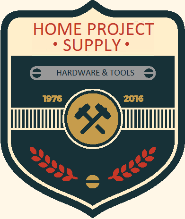 HOME PROJECT
• SUPPLY •
HARDWARE & TOOLS
1976 2016